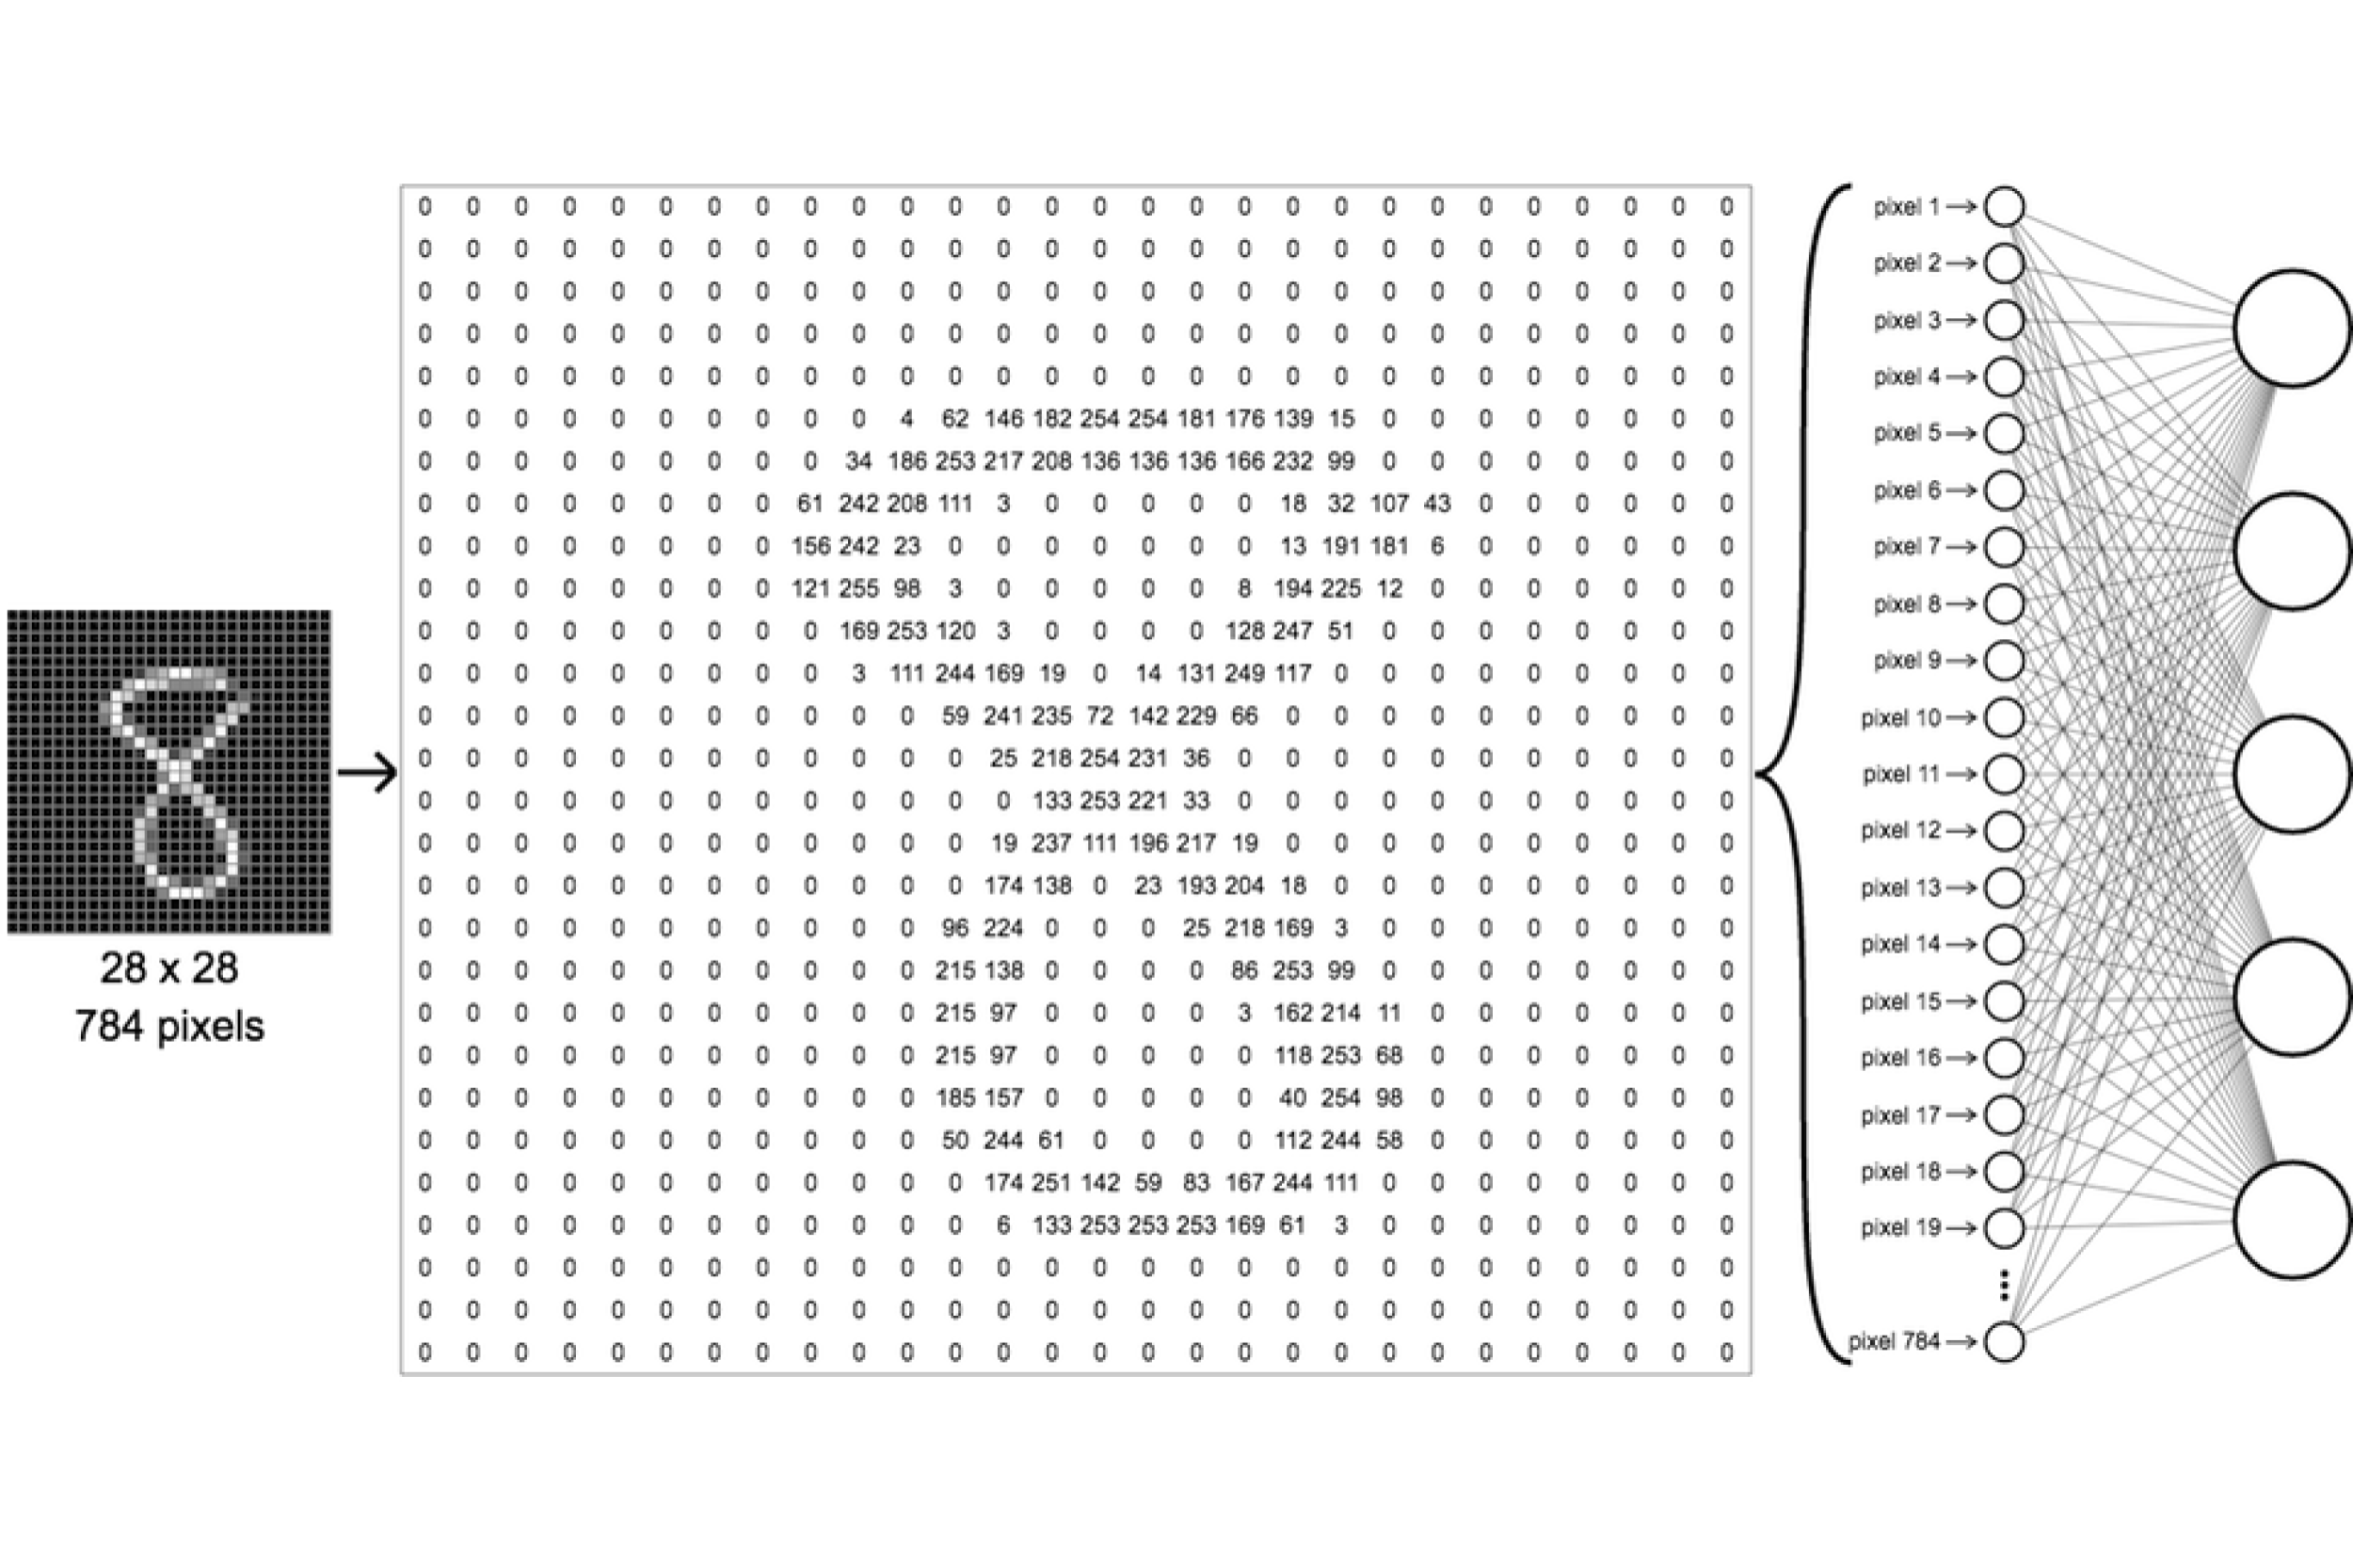 28 x 28
784 pixels
0 0 0 0 0 0 0 0 0 0 0 0 0 0 0 0 0 0 0 0 0 0 0 0 0 0 0 0
0 0 0 0 0 0 0 0 0 0 0 0 0 0 0 0 0 0 0 0 0 0 0 0 0 0 0 0
0 0 0 0 0 0 0 0 0 0 0 0 0 0 0 0 0 0 0 0 0 0 0 0 0 0 0 0
0 0 0 0 0 0 0 0 0 0 0 0 0 0 0 0 0 0 0 0 0 0 0 0 0 0 0 0
0 0 0 0 0 0 0 0 0 0 0 0 0 0 0 0 0 0 0 0 0 0 0 0 0 0 0 0
0 0 0 0 0 0 0 0 0 0 4 62 146 182 254 254 181 176 139 15 0 0 0 0 0 0 0 0
0 0 0 0 0 0 0 0 0 34 186 253 217 208 136 136 136 166 232 99 0 0 0 0 0 0 0 0
0 0 0 0 0 0 0 0 61 242 208 111 3 0 0 0 0 0 18 32 107 43 0 0 0 0 0 0
0 0 0 0 0 0 0 0 156 242 23 0 0 0 0 0 0 0 13 191 181 6 0 0 0 0 0 0
0 0 0 0 0 0 0 0 121 255 98 3 0 0 0 0 0 8 194 225 12 0 0 0 0 0 0 0
0 0 0 0 0 0 0 0 0 169 253 120 3 0 0 0 0 128 247 51 0 0 0 0 0 0 0 0
0 0 0 0 0 0 0 0 0 3 111 244 169 19 0 14 131 249 117 0 0 0 0 0 0 0 0 0
0 0 0 0 0 0 0 0 0 0 0 59 241 235 72 142 229 66 0 0 0 0 0 0 0 0 0 0
0 0 0 0 0 0 0 0 0 0 0 0 25 218 254 231 36 0 0 0 0 0 0 0 0 0 0 0
0 0 0 0 0 0 0 0 0 0 0 0 0 133 253 221 33 0 0 0 0 0 0 0 0 0 0 0
0 0 0 0 0 0 0 0 0 0 0 0 19 237 111 196 217 19 0 0 0 0 0 0 0 0 0 0
0 0 0 0 0 0 0 0 0 0 0 0 174 138 0 23 193 204 18 0 0 0 0 0 0 0 0 0
0 0 0 0 0 0 0 0 0 0 0 96 224 0 0 0 25 218 169 3 0 0 0 0 0 0 0 0
0 0 0 0 0 0 0 0 0 0 0 215 138 0 0 0 0 86 253 99 0 0 0 0 0 0 0 0
0 0 0 0 0 0 0 0 0 0 0 215 97 0 0 0 0 3 162 214 11 0 0 0 0 0 0 0
0 0 0 0 0 0 0 0 0 0 0 215 97 0 0 0 0 0 118 253 68 0 0 0 0 0 0 0
0 0 0 0 0 0 0 0 0 0 0 185 157 0 0 0 0 0 40 254 98 0 0 0 0 0 0 0
0 0 0 0 0 0 0 0 0 0 0 50 244 61 0 0 0 0 112 244 58 0 0 0 0 0 0 0
0 0 0 0 0 0 0 0 0 0 0 0 174 251 142 59 83 167 244 111 0 0 0 0 0 0 0 0
0 0 0 0 0 0 0 0 0 0 0 0 6 133 253 253 253 169 61 3 0 0 0 0 0 0 0 0
0 0 0 0 0 0 0 0 0 0 0 0 0 0 0 0 0 0 0 0 0 0 0 0 0 0 0 0
0 0 0 0 0 0 0 0 0 0 0 0 0 0 0 0 0 0 0 0 0 0 0 0 0 0 0 0
0 0 0 0 0 0 0 0 0 0 0 0 0 0 0 0 0 0 0 0 0 0 0 0 0 0 0 0
pixel 1
pixel 2
pixel 3
pixel 4
pixel 5
pixel 6
pixel 7
pixel 8
pixel 9
pixel 10
pixel 11
pixel 12
pixel 13
pixel 14
pixel 15
pixel 16
pixel 17
pixel 18
pixel 19
pixel 784